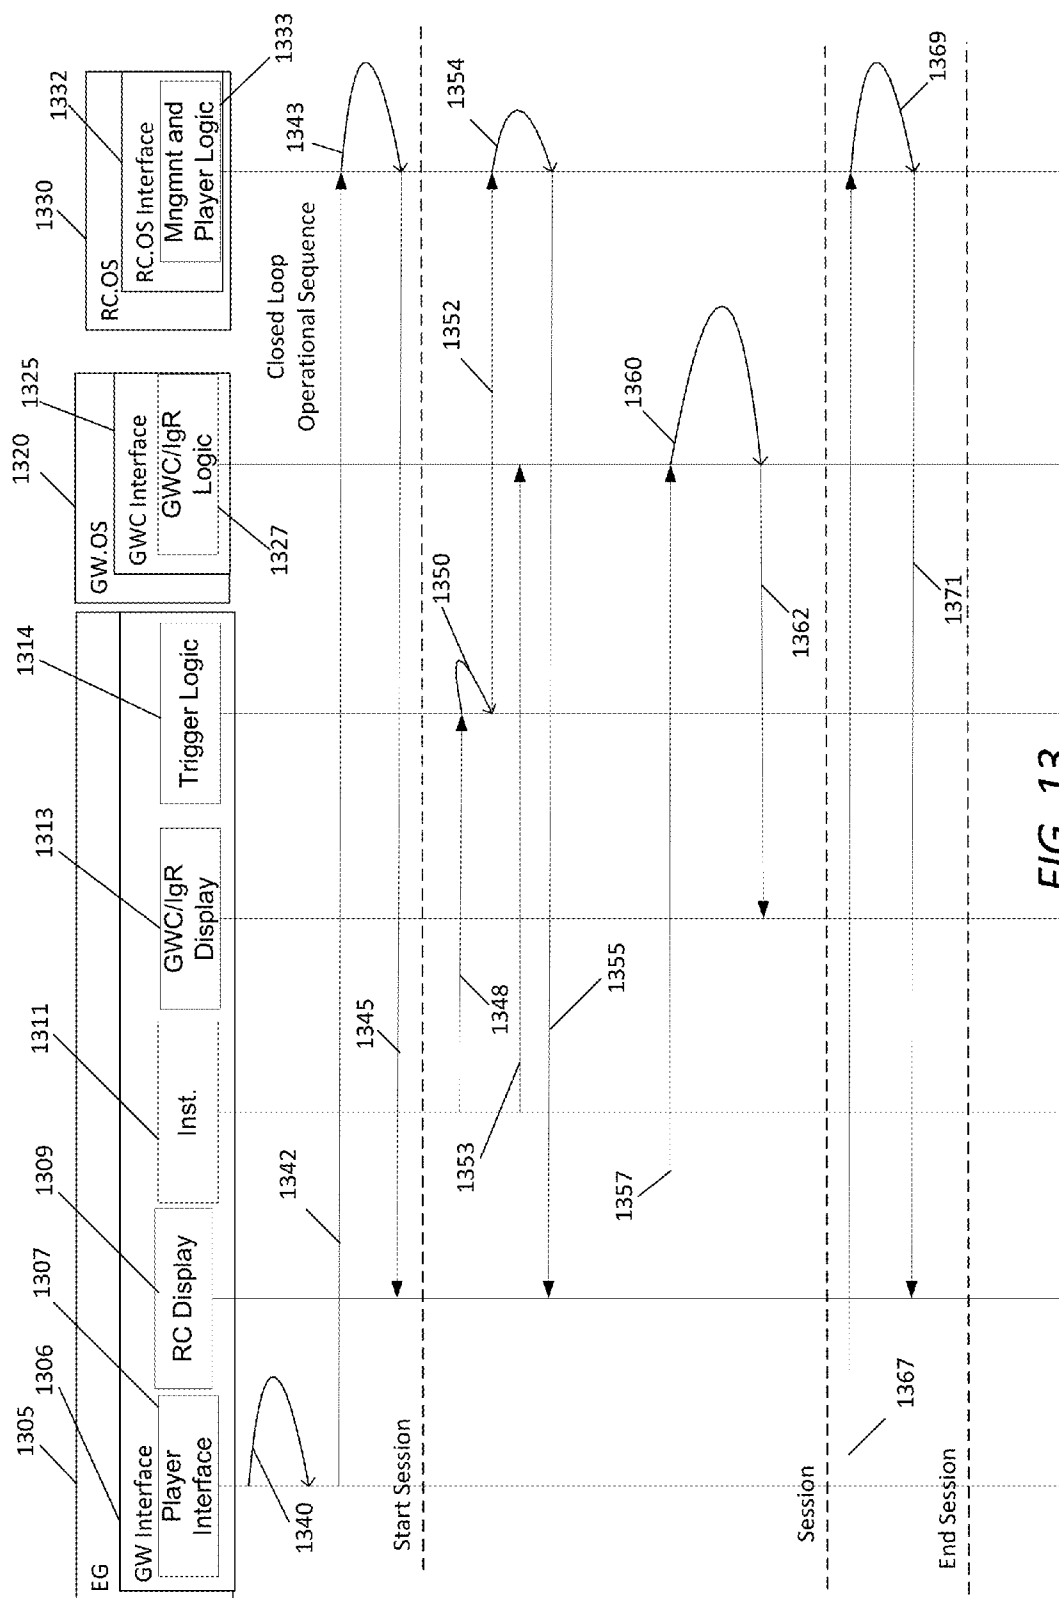 1305
1306
EG
GW Interface
1307
Player
Interface
1309
RC Display
1311
Inst.
1313
GWC/IgR
Display
1314
Trigger Logic
1320
GW.OS
1325
GWC Interface
GWC/IgR
Logic
1327
1330
RC.OS
1332
RC.OS Interface
Mngmnt and
Player Logic
1333
Closed Loop
Operational Sequence
1340
1342
1343
1345
Start Session
1348
1350
1352
1353
1354
1355
1357
1360
1362
Session
1367
1369
1371
End Session
FIG. 13